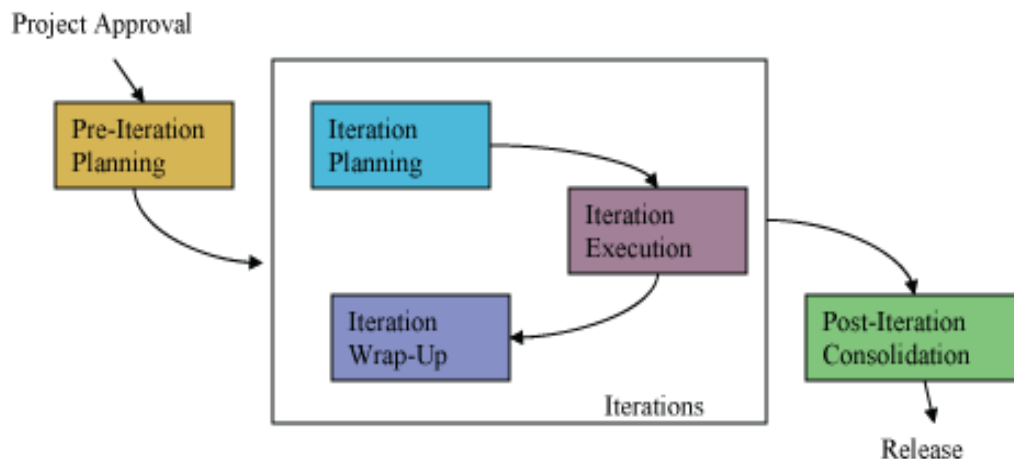 Project Approval
Pre-Iteration
Planning
Iteration
Planning
Iteration
Execution
Iteration
Wrap-Up
Iterations
Post-Iteration
Consolidation
Release